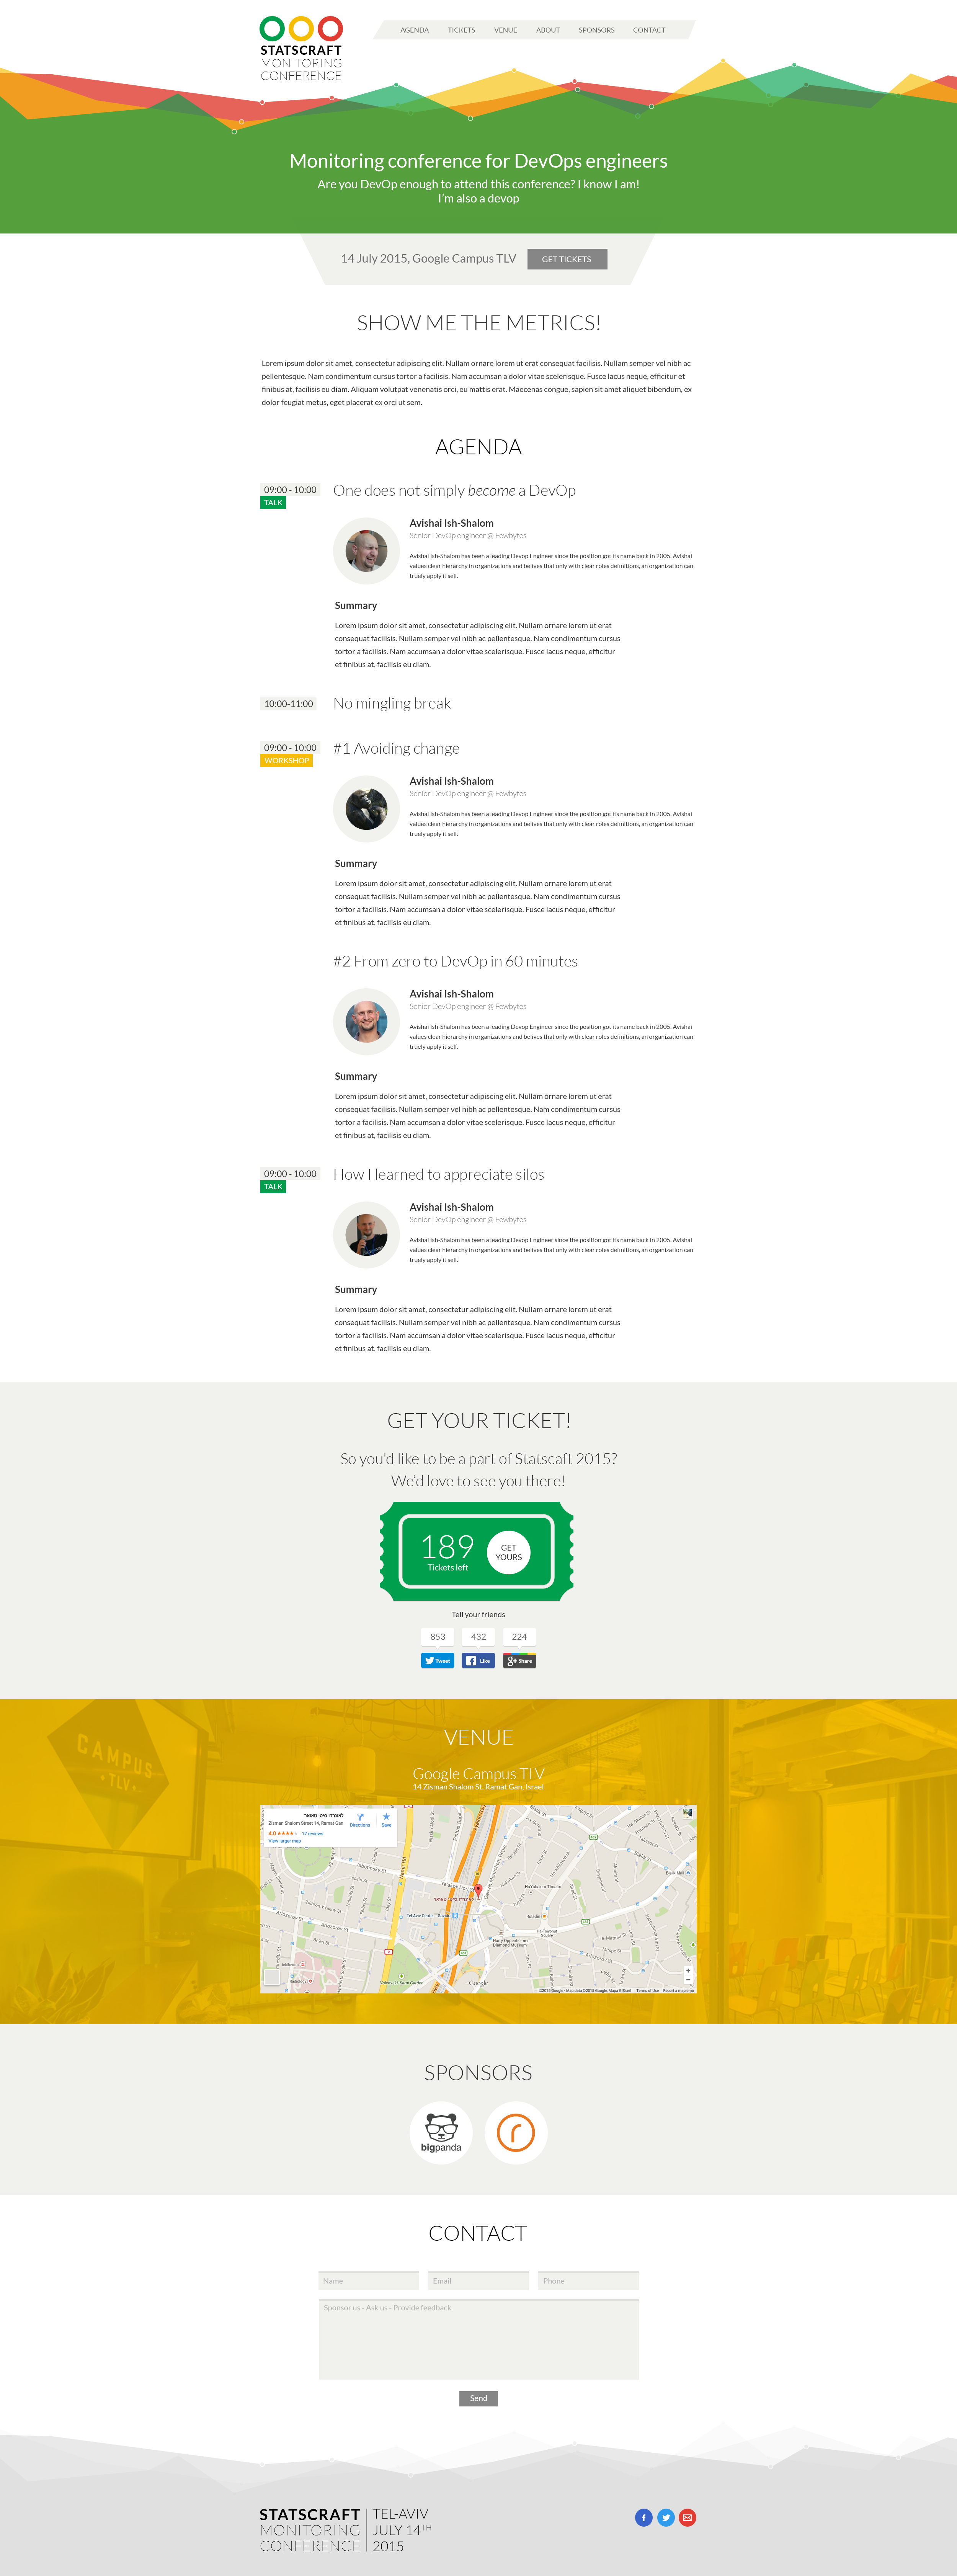 STATSCRAFT
MONITORING
CONFERENCE
AGENDA TICKETS VENUE ABOUT SPONSORS CONTACT
Monitoring conference for DevOps engineers
Are you DevOp enough to attend this conference? I know I am!
I'm also a devop
14 July 2015, Google Campus TLV
GET TICKETS
SHOW ME THE METRICS!
Lorem ipsum dolor sit amet, consectetur adipiscing elit. Nullam ornare lorem ut erat consequat facilisis. Nullam semper vel nibh ac
pellentesque. Nam condimentum cursus tortor a facilisis. Nam accumsan a dolor vitae scelerisque. Fusce lacus neque, efficitur et
finibus at, facilisis eu diam. Aliquam volutpat venenatis orci, eu mattis erat. Maecenas congue, sapien sit amet aliquet bibendum, ex
dolor feugiat metus, eget placerat ex orci ut sem.
AGENDA
09:00 - 10:00
TALK
One does not simply become a DevOp
Avishai Ish-Shalom
Senior DevOp engineer @ Fewbytes
Avishai Ish-Shalom has been a leading Devop Engineer since the position got its name back in 2005. Avishai
values clear hierarchy in organizations and belives that only with clear roles definitions, an organization can
truely apply it self.
Summary
Lorem ipsum dolor sit amet, consectetur adipiscing elit. Nullam ornare lorem ut erat
consequat facilisis. Nullam semper vel nibh ac pellentesque. Nam condimentum cursus
tortor a facilisis. Nam accumsan a dolor vitae scelerisque. Fusce lacus neque, efficitur
et finibus at, facilisis eu diam.
10:00-11:00
No mingling break
09:00 - 10:00
WORKSHOP
#1 Avoiding change
Avishai Ish-Shalom
Senior DevOp engineer @ Fewbytes
Avishai Ish-Shalom has been a leading Devop Engineer since the position got its name back in 2005. Avishai
values clear hierarchy in organizations and belives that only with clear roles definitions, an organization can
truely apply it self.
Summary
Lorem ipsum dolor sit amet, consectetur adipiscing elit. Nullam ornare lorem ut erat
consequat facilisis. Nullam semper vel nibh ac pellentesque. Nam condimentum cursus
tortor a facilisis. Nam accumsan a dolor vitae scelerisque. Fusce lacus neque, efficitur
et finibus at, facilisis eu diam.
#2 From zero to DevOp in 60 minutes
Avishai Ish-Shalom
Senior DevOp engineer @ Fewbytes
Avishai Ish-Shalom has been a leading Devop Engineer since the position got its name back in 2005. Avishai
values clear hierarchy in organizations and belives that only with clear roles definitions, an organization can
truely apply it self.
Summary
Lorem ipsum dolor sit amet, consectetur adipiscing elit. Nullam ornare lorem ut erat
consequat facilisis. Nullam semper vel nibh ac pellentesque. Nam condimentum cursus
tortor a facilisis. Nam accumsan a dolor vitae scelerisque. Fusce lacus neque, efficitur
et finibus at, facilisis eu diam.
09:00 - 10:00
TALK
How I learned to appreciate silos
Avishai Ish-Shalom
Senior DevOp engineer @ Fewbytes
Avishai Ish-Shalom has been a leading Devop Engineer since the position got its name back in 2005. Avishai
values clear hierarchy in organizations and belives that only with clear roles definitions, an organization can
truely apply it self.
Summary
Lorem ipsum dolor sit amet, consectetur adipiscing elit. Nullam ornare lorem ut erat
consequat facilisis. Nullam semper vel nibh ac pellentesque. Nam condimentum cursus
tortor a facilisis. Nam accumsan a dolor vitae scelerisque. Fusce lacus neque, efficitur
et finibus at, facilisis eu diam.
GET YOUR TICKET!
So you'd like to be a part of Statscaft 2015?
We'd love to see you there!
189
Tickets left
GET
YOURS
Tell your friends
853 432 224
Tweet Like Share
CAMPUS
TLV
VENUE
Google Campus TLV
14 Zisman Shalom St, Ramat Gan, Israel
לאונרדו סיטי טאואר
Zisman Shalom Street 14, Ramat Gan
Directions Save
4.0 17 reviews
View larger map
HaYahalom Theater
Tel Aviv Center - Savidor
Harry Oppenheimer
Diamond Museum
Google
Terms of Use Report a map error
SPONSORS
bigpanda
CONTACT
Name Email Phone
Sponsor us - Ask us - Provide feedback
Send
STATSCRAFT
MONITORING
CONFERENCE
TEL-AVIV
JULY 14TH
2015